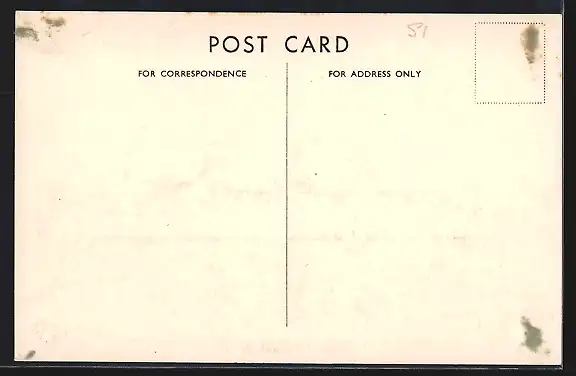 POST CARD
51
FOR CORRESPONDENCE
FOR ADDRESS ONLY